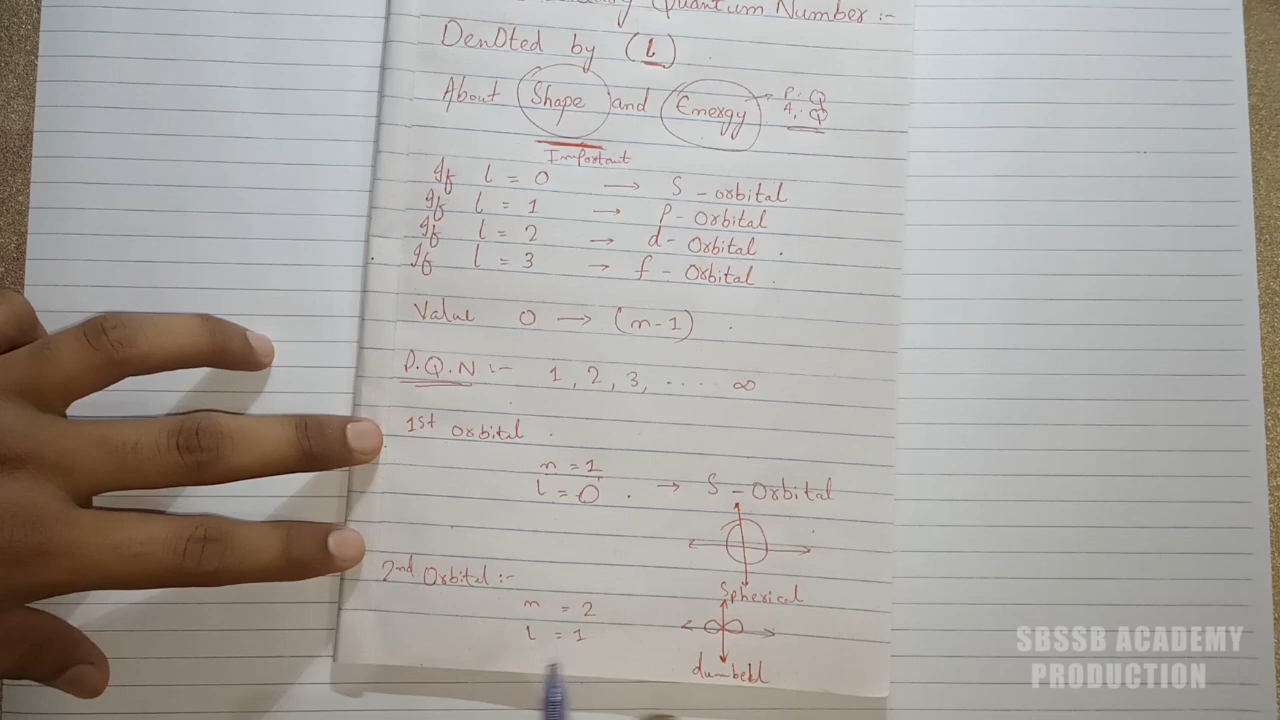 Quantum Number :-
Denoted by (l)
About Shape and Energy → P. Q
A. Q
Important
If l = 0 → S - orbital
If l = 1 → p - Orbital
If l = 2 → d - Orbital .
If l = 3 → f - Orbital .
Value 0 → (n-1) .
P.Q.N :- 1, 2, 3, ..... ∞
1st orbital .
n = 1
l = 0 . → S - Orbital
Spherical
2nd Orbital :-
n = 2
l = 1
dumbell
SBSSB ACADEMY
PRODUCTION